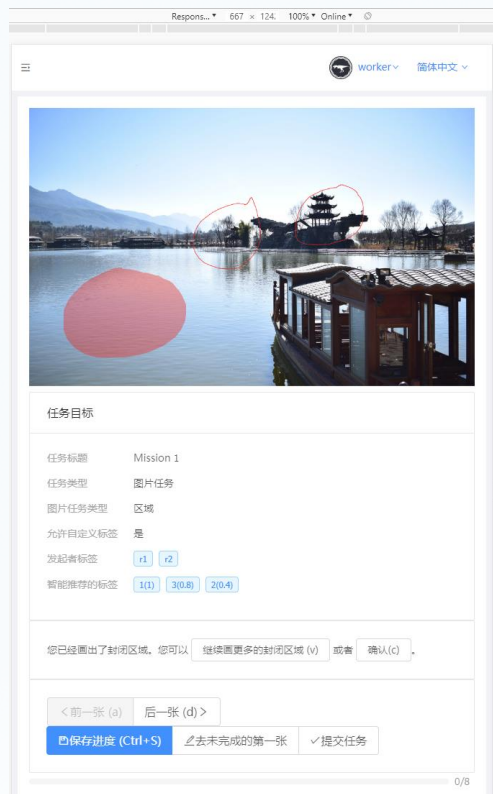 Respons... ▼ 667 × 124. 100% ▼ Online ▼
worker 简体中文
任务目标
任务标题 Mission 1
任务类型 图片任务
图片任务类型 区域
允许自定义标签 是
发起者标签 r1 r2
智能推荐的标签 1(1) 3(0.8) 2(0.4)
您已经画出了封闭区域。您可以 继续画更多的封闭区域 (v) 或者 确认(c) 。
<前一张 (a) 后一张 (d) >
保存进度 (Ctrl+S) 去未完成的第一张 提交任务
0/8